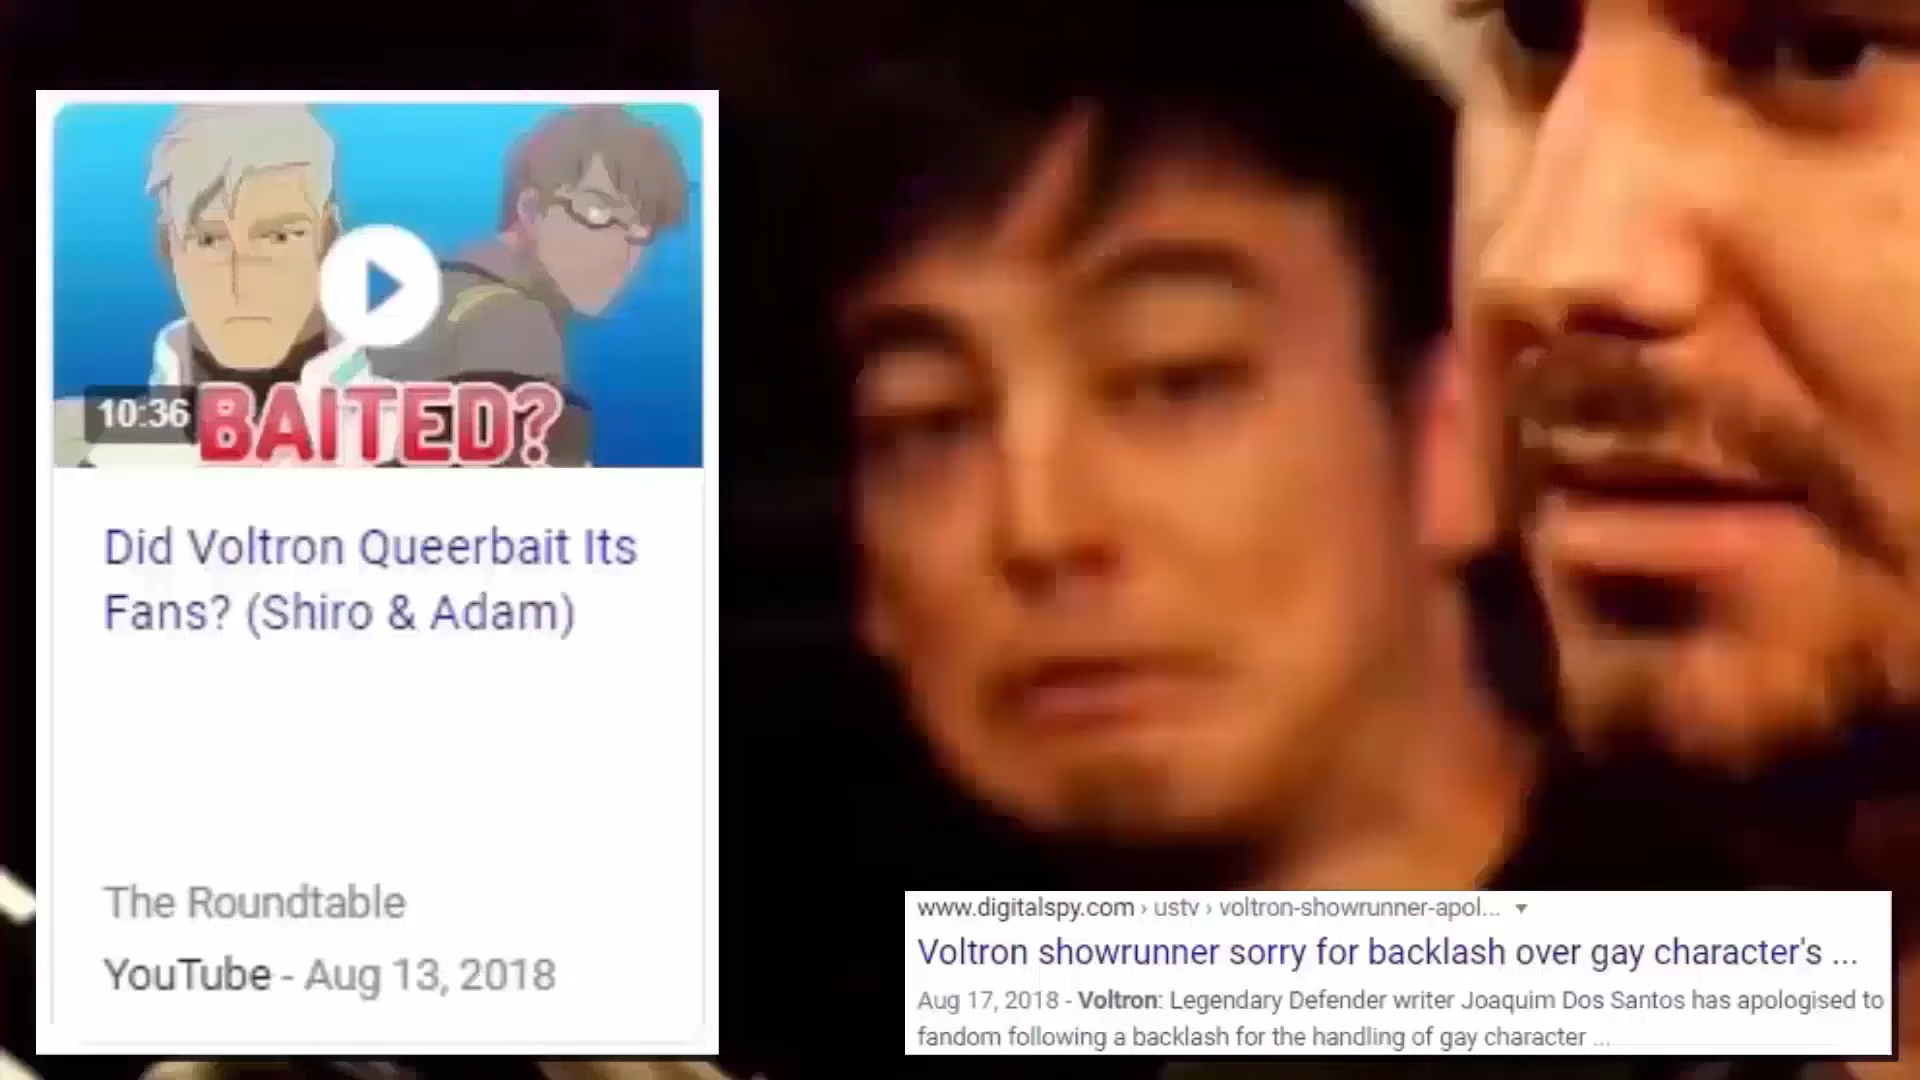 10:36
BAITED?
Did Voltron Queerbait Its
Fans? (Shiro & Adam)
The Roundtable
YouTube - Aug 13, 2018
www.digitalspy.com › ustv › voltron-showrunner-apol... ▼
Voltron showrunner sorry for backlash over gay character's ...
Aug 17, 2018 - Voltron: Legendary Defender writer Joaquim Dos Santos has apologised to
fandom following a backlash for the handling of gay character ...